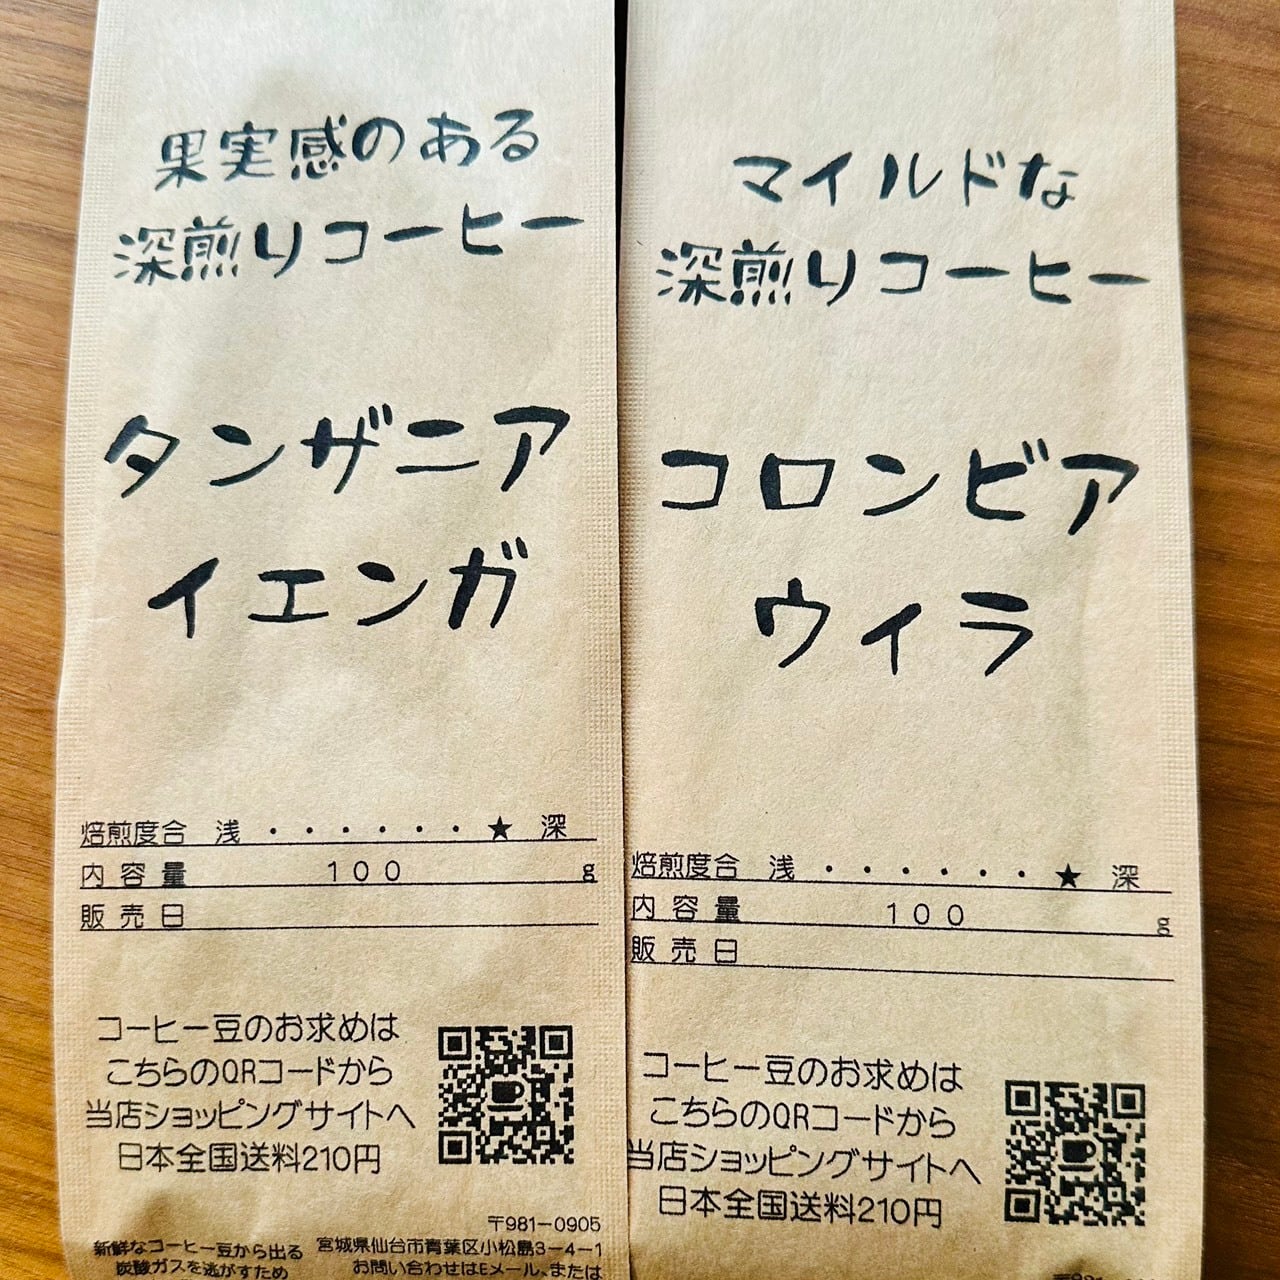 果実感のある
深煎りコーヒー
タンザニア
イエンガ
焙煎度合 浅 ・・・・・・★ 深
内容量 100 g
販売日
コーヒー豆のお求めは
こちらのQRコードから
当店ショッピングサイトへ
日本全国送料210円
〒981-0905
宮城県仙台市青葉区小松島3-4-1
お問い合わせはEメール、または
新鮮なコーヒー豆から出る
炭酸ガスを逃がすため
マイルドな
深煎りコーヒー
コロンビア
ウィラ
焙煎度合 浅 ・・・・・・★ 深
内容量 100 g
販売日
コーヒー豆のお求めは
こちらのQRコードから
当店ショッピングサイトへ
日本全国送料210円